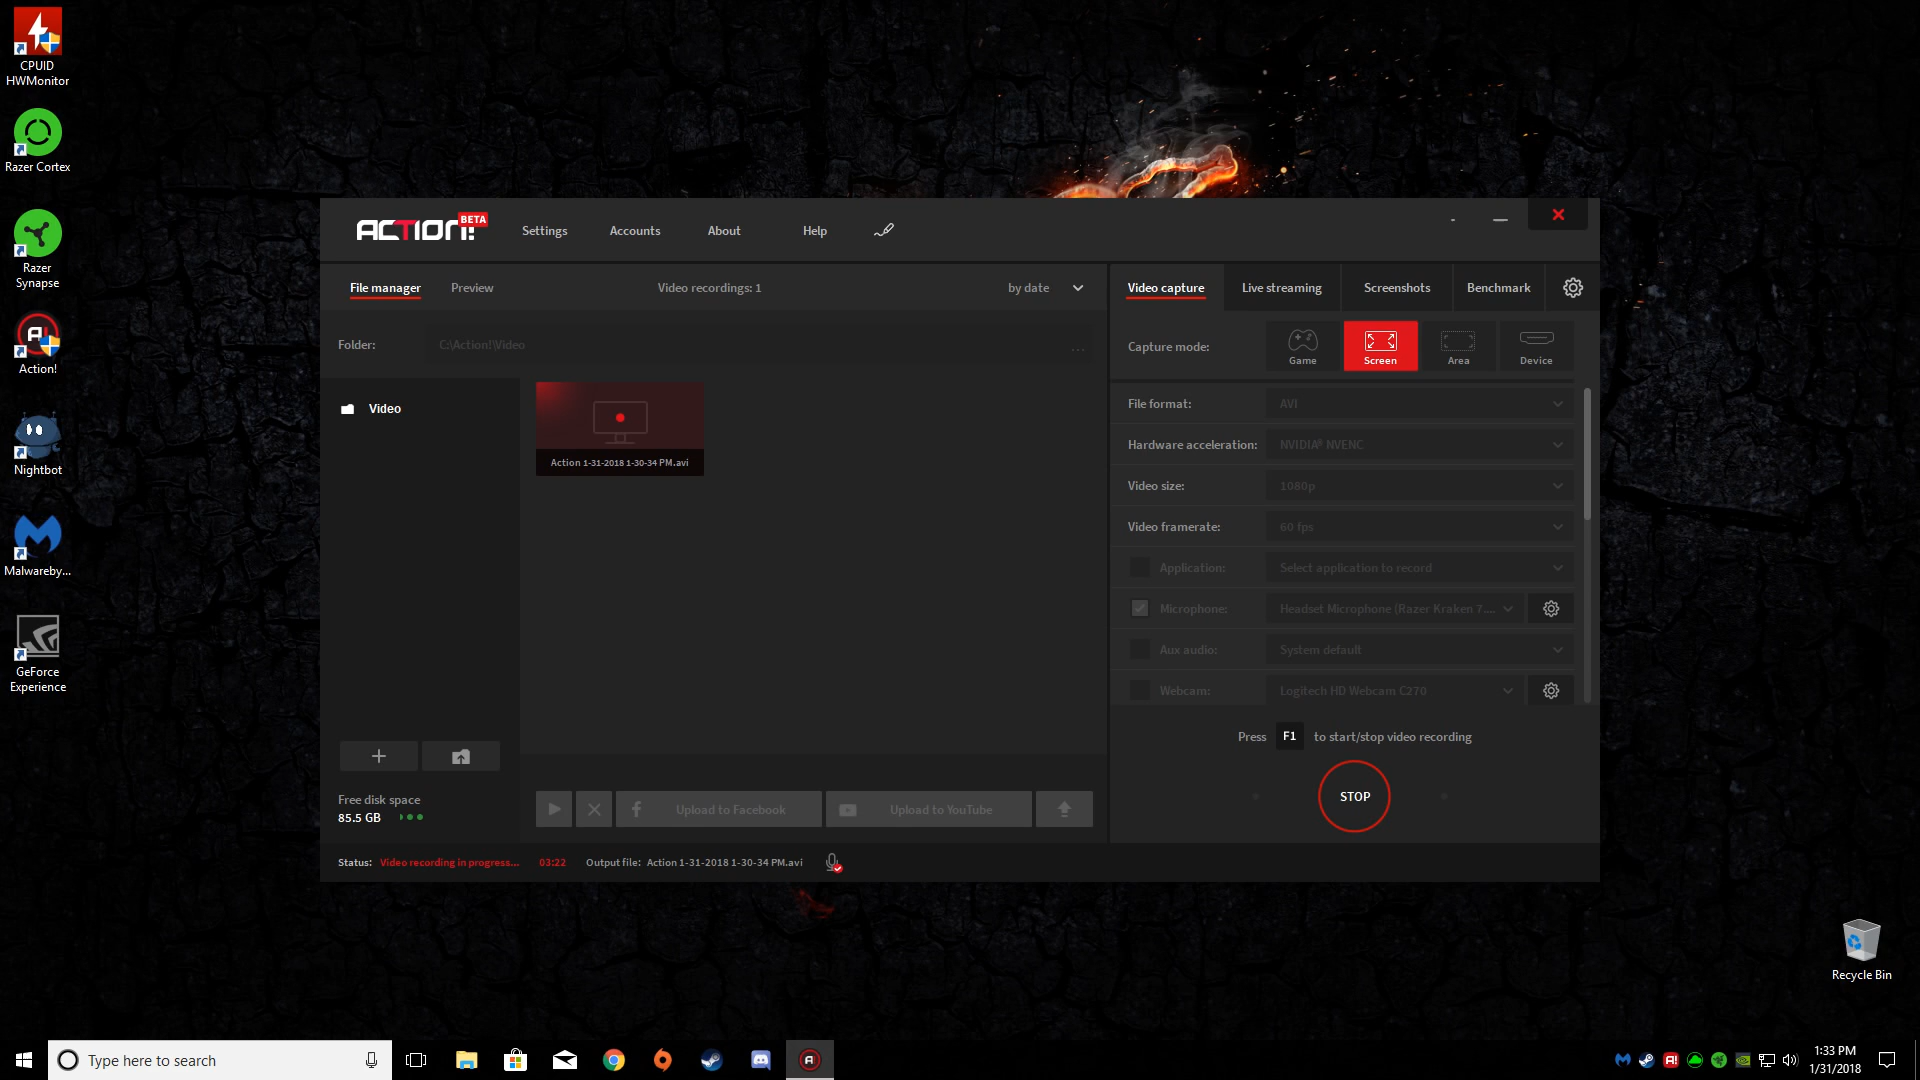 CPUID
HWMonitor
Razer Cortex
Razer
Synapse
Action!
Nightbot
Malwareby...
GeForce
Experience
ACTION! BETA
Settings
Accounts
About
Help
File manager
Preview
Video recordings: 1
by date
Folder:
C:\Action!\Video
...
Video
Action 1-31-2018 1-30-34 PM.avi
Free disk space
85.5 GB
Upload to Facebook
Upload to YouTube
Video capture
Live streaming
Screenshots
Benchmark
Capture mode:
Game
Screen
Area
Device
File format:
AVI
Hardware acceleration:
NVIDIA® NVENC
Video size:
1080p
Video framerate:
60 fps
Application:
Select application to record
Microphone:
Headset Microphone (Razer Kraken 7....
Aux audio:
System default
Webcam:
Logitech HD Webcam C270
Press F1 to start/stop video recording
STOP
Status: Video recording in progress... 03:22 Output file: Action 1-31-2018 1-30-34 PM.avi
Recycle Bin
Type here to search
1:33 PM
1/31/2018